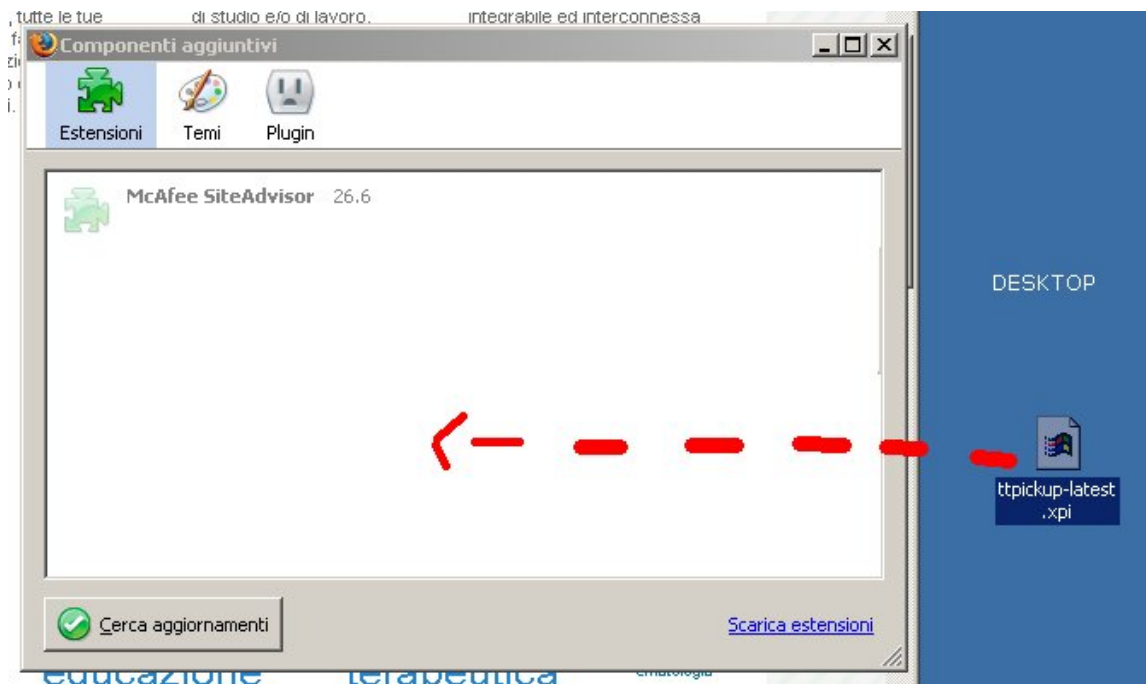 , tutte le tue di studio e/o di lavoro. integrabile ed interconnessa
Componenti aggiuntivi
i.
Estensioni Temi Plugin
McAfee SiteAdvisor 26.6
DESKTOP
ttpickup-latest
.xpi
Cerca aggiornamenti Scarica estensioni
educazione terapeutica ematologia